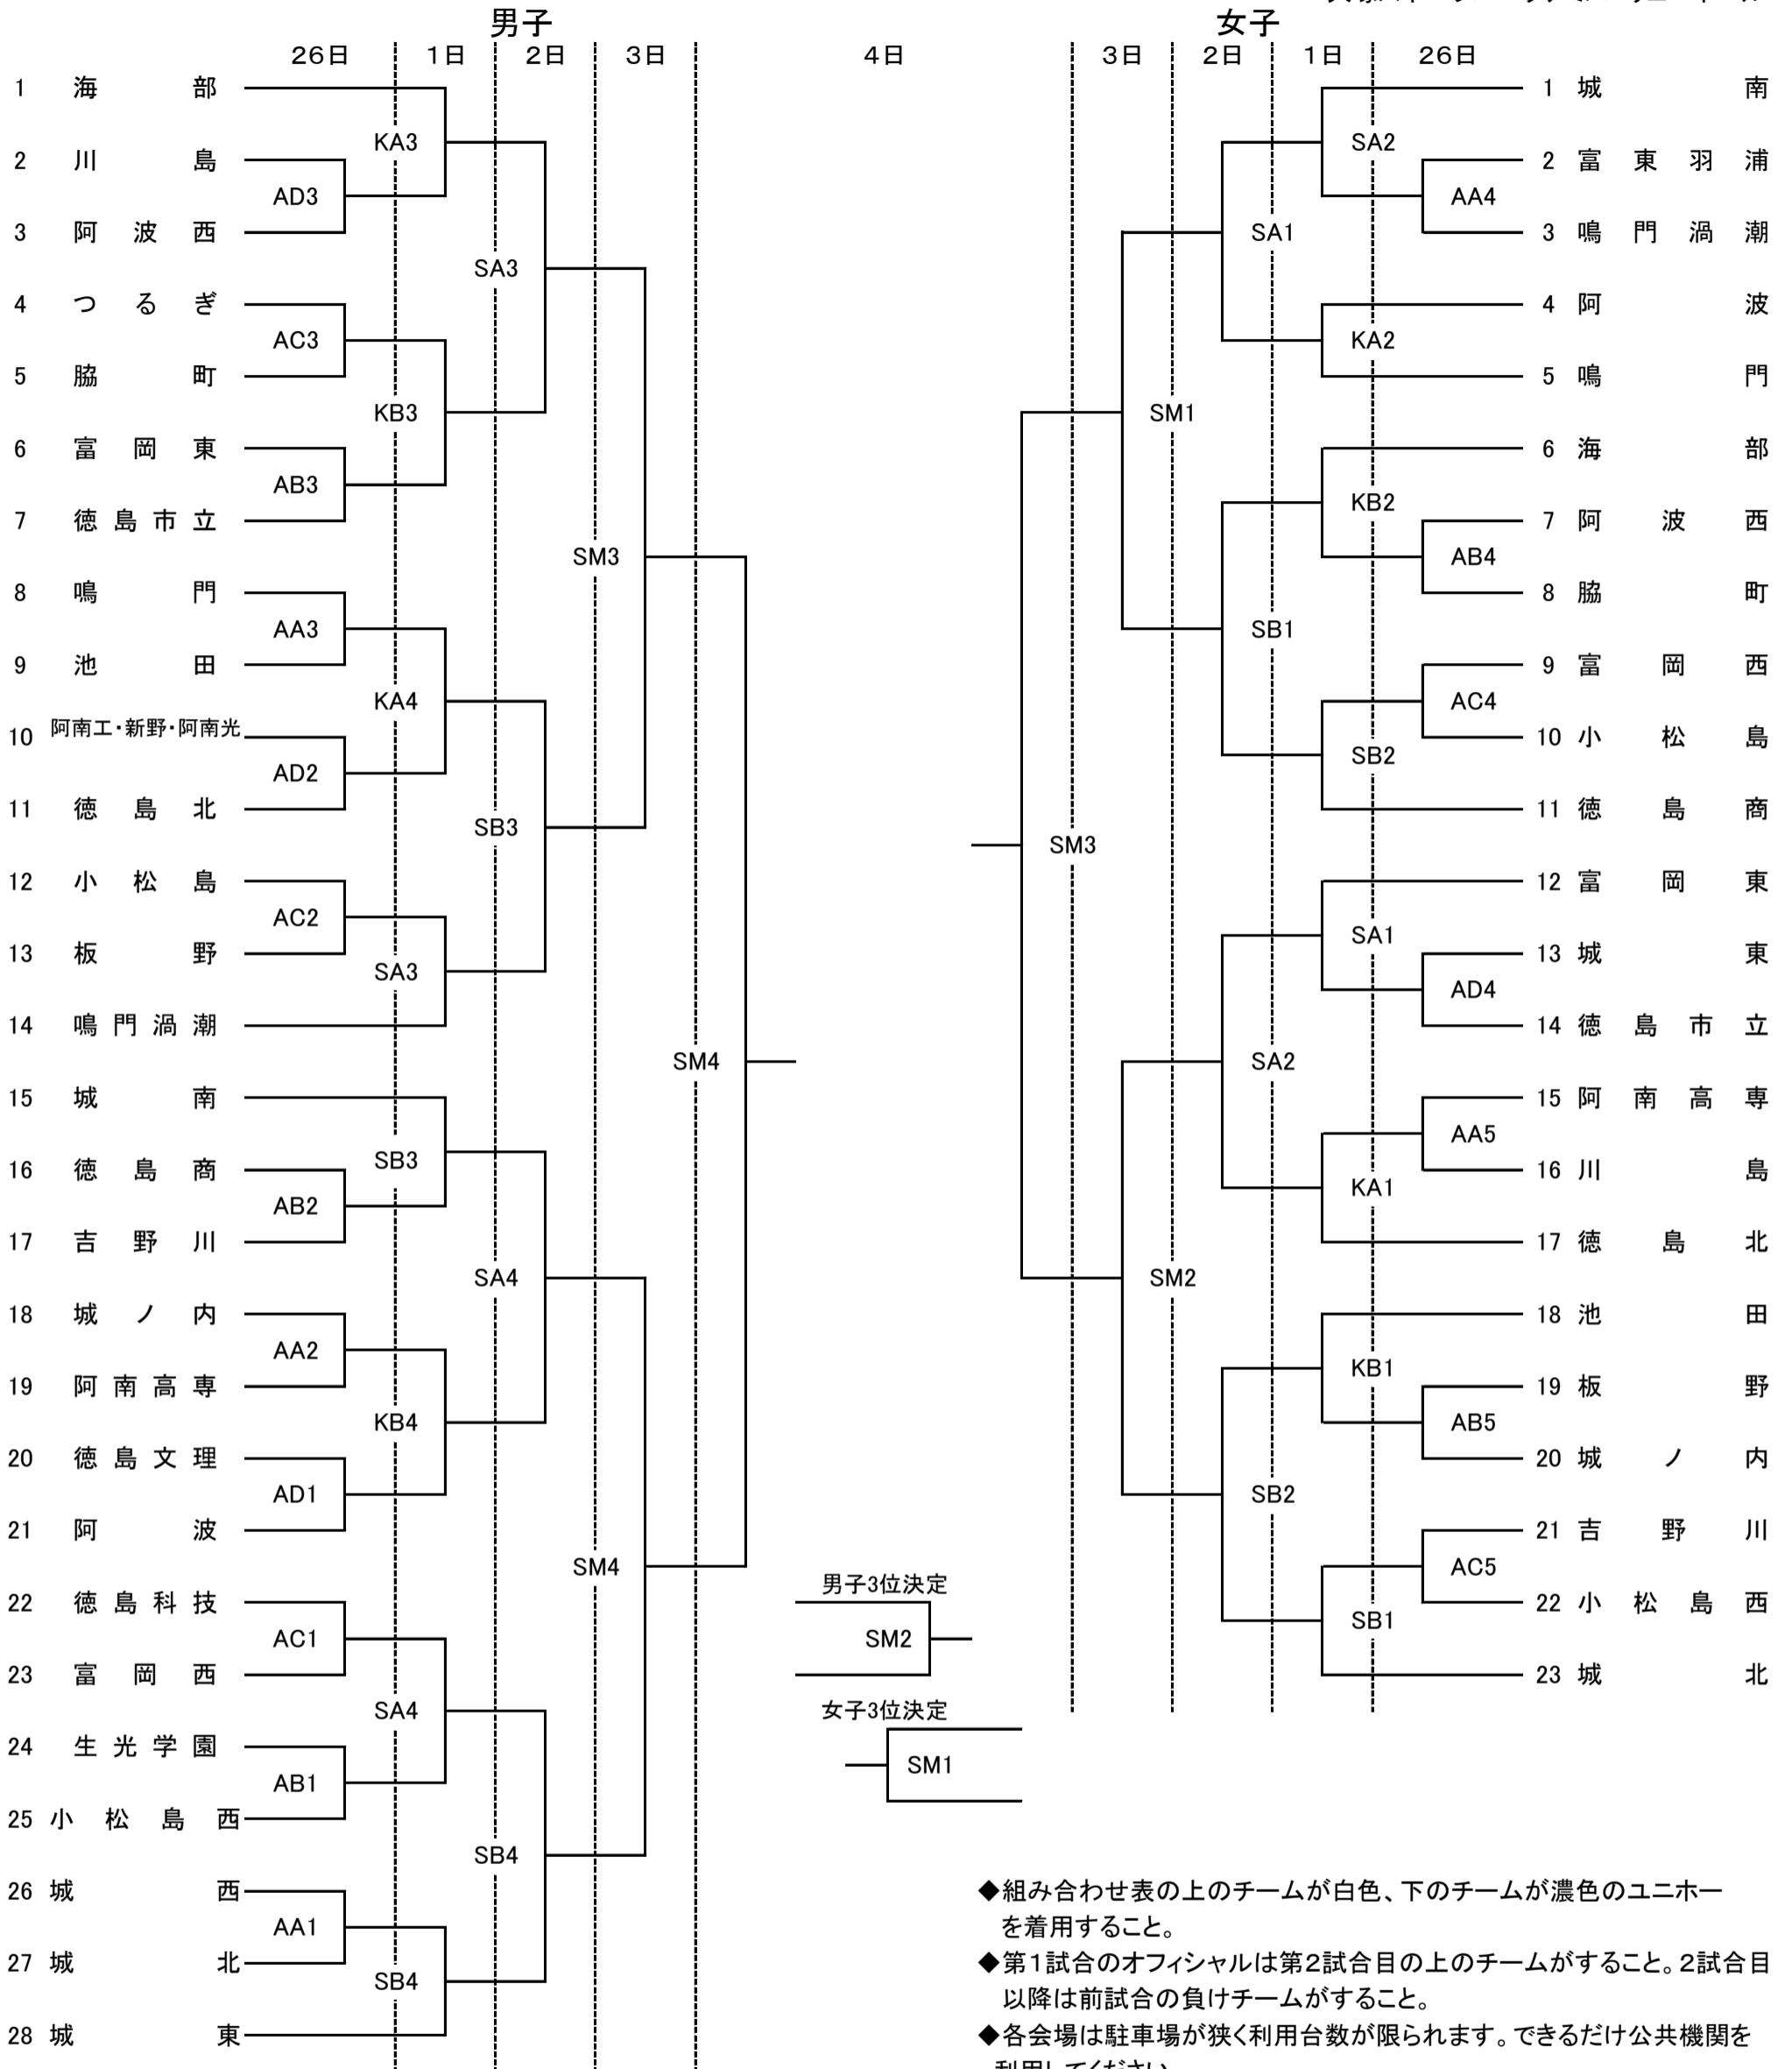 男子
26日 1日 2日 3日 4日
1 海部
KA3
2 川島
AD3
3 阿波西
SA3
4 つるぎ
AC3
5 脇町
KB3
6 富岡東
AB3
7 徳島市立
SM3
8 鳴門
AA3
9 池田
KA4
10 阿南工・新野・阿南光
AD2
11 徳島北
SB3
12 小松島
AC2
13 板野
SA3
14 鳴門渦潮
SM4
15 城南
SB3
16 徳島商
AB2
17 吉野川
SA4
18 城ノ内
AA2
19 阿南高専
KB4
20 徳島文理
AD1
21 阿波
SM4
22 徳島科技
AC1
23 富岡西
SA4
24 生光学園
AB1
25 小松島西
SB4
26 城西
AA1
27 城北
SB4
28 城東
女子
3日 2日 1日 26日
1 城南
SA2
2 富東羽浦
AA4
3 鳴門渦潮
SA1
4 阿波
KA2
5 鳴門
SM1
6 海部
KB2
7 阿波西
AB4
8 脇町
SB1
9 富岡西
AC4
10 小松島
SB2
11 徳島商
SM3
12 富岡東
SA1
13 城東
AD4
14 徳島市立
SA2
15 阿南高専
AA5
16 川島
KA1
17 徳島北
SM2
18 池田
KB1
19 板野
AB5
20 城ノ内
SB2
21 吉野川
AC5
22 小松島西
SB1
23 城北
男子3位決定
SM2
女子3位決定
SM1
◆組み合わせ表の上のチームが白色、下のチームが濃色のユニホー
を着用すること。
◆第1試合のオフィシャルは第2試合目の上のチームがすること。2試合目
以降は前試合の負けチームがすること。
◆各会場は駐車場が狭く利用台数が限られます。できるだけ公共機関を
利用してください